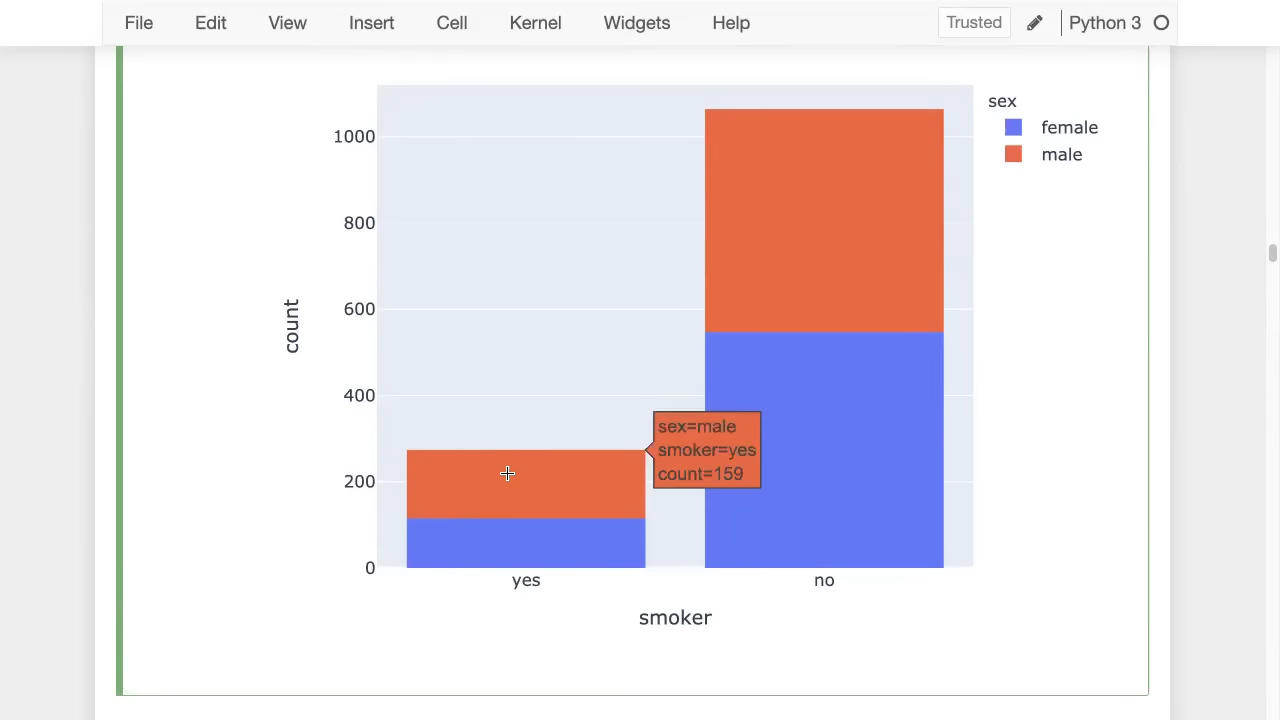 File Edit View Insert Cell Kernel Widgets Help Trusted Python 3
sex
female
male
1000
800
600
400
200
0
count
sex=male
smoker=yes
count=159
yes no
smoker